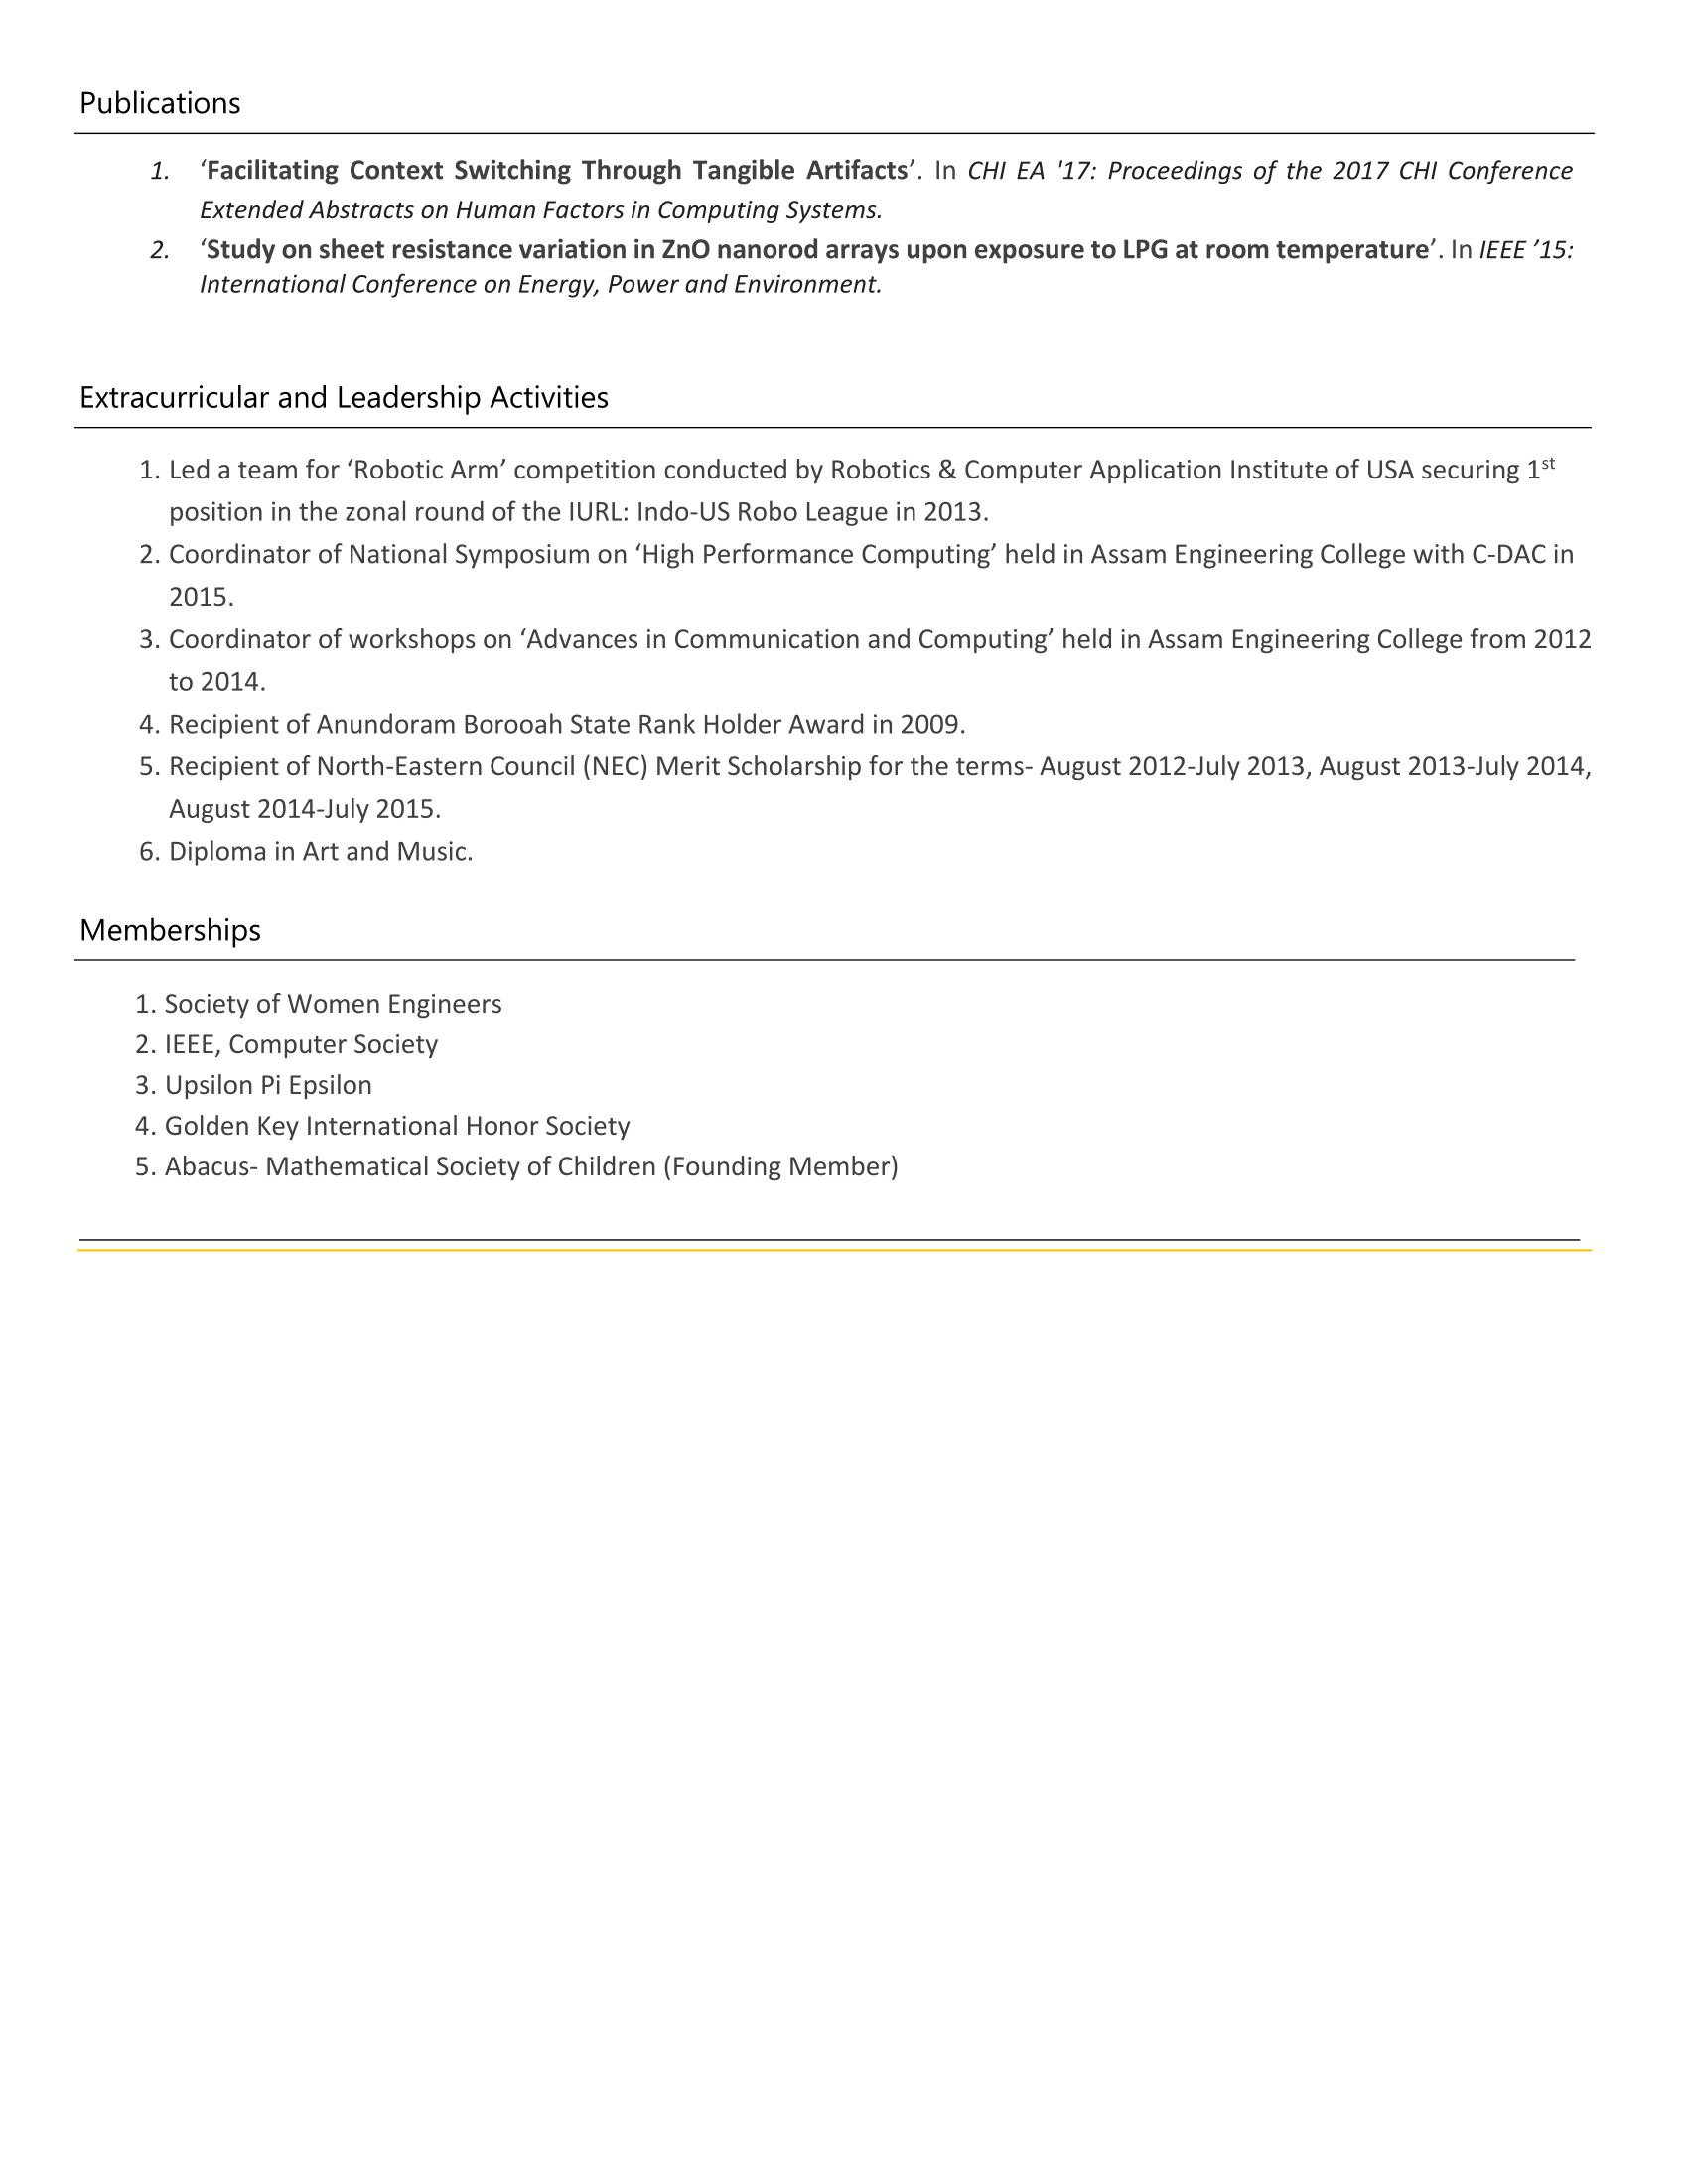 Publications
1. ‘Facilitating Context Switching Through Tangible Artifacts’. In CHI EA '17: Proceedings of the 2017 CHI Conference
Extended Abstracts on Human Factors in Computing Systems.
2. ‘Study on sheet resistance variation in ZnO nanorod arrays upon exposure to LPG at room temperature’. In IEEE ’15:
International Conference on Energy, Power and Environment.
Extracurricular and Leadership Activities
1. Led a team for ‘Robotic Arm’ competition conducted by Robotics & Computer Application Institute of USA securing 1st
position in the zonal round of the IURL: Indo-US Robo League in 2013.
2. Coordinator of National Symposium on ‘High Performance Computing’ held in Assam Engineering College with C-DAC in
2015.
3. Coordinator of workshops on ‘Advances in Communication and Computing’ held in Assam Engineering College from 2012
to 2014.
4. Recipient of Anundoram Borooah State Rank Holder Award in 2009.
5. Recipient of North-Eastern Council (NEC) Merit Scholarship for the terms- August 2012-July 2013, August 2013-July 2014,
August 2014-July 2015.
6. Diploma in Art and Music.
Memberships
1. Society of Women Engineers
2. IEEE, Computer Society
3. Upsilon Pi Epsilon
4. Golden Key International Honor Society
5. Abacus- Mathematical Society of Children (Founding Member)